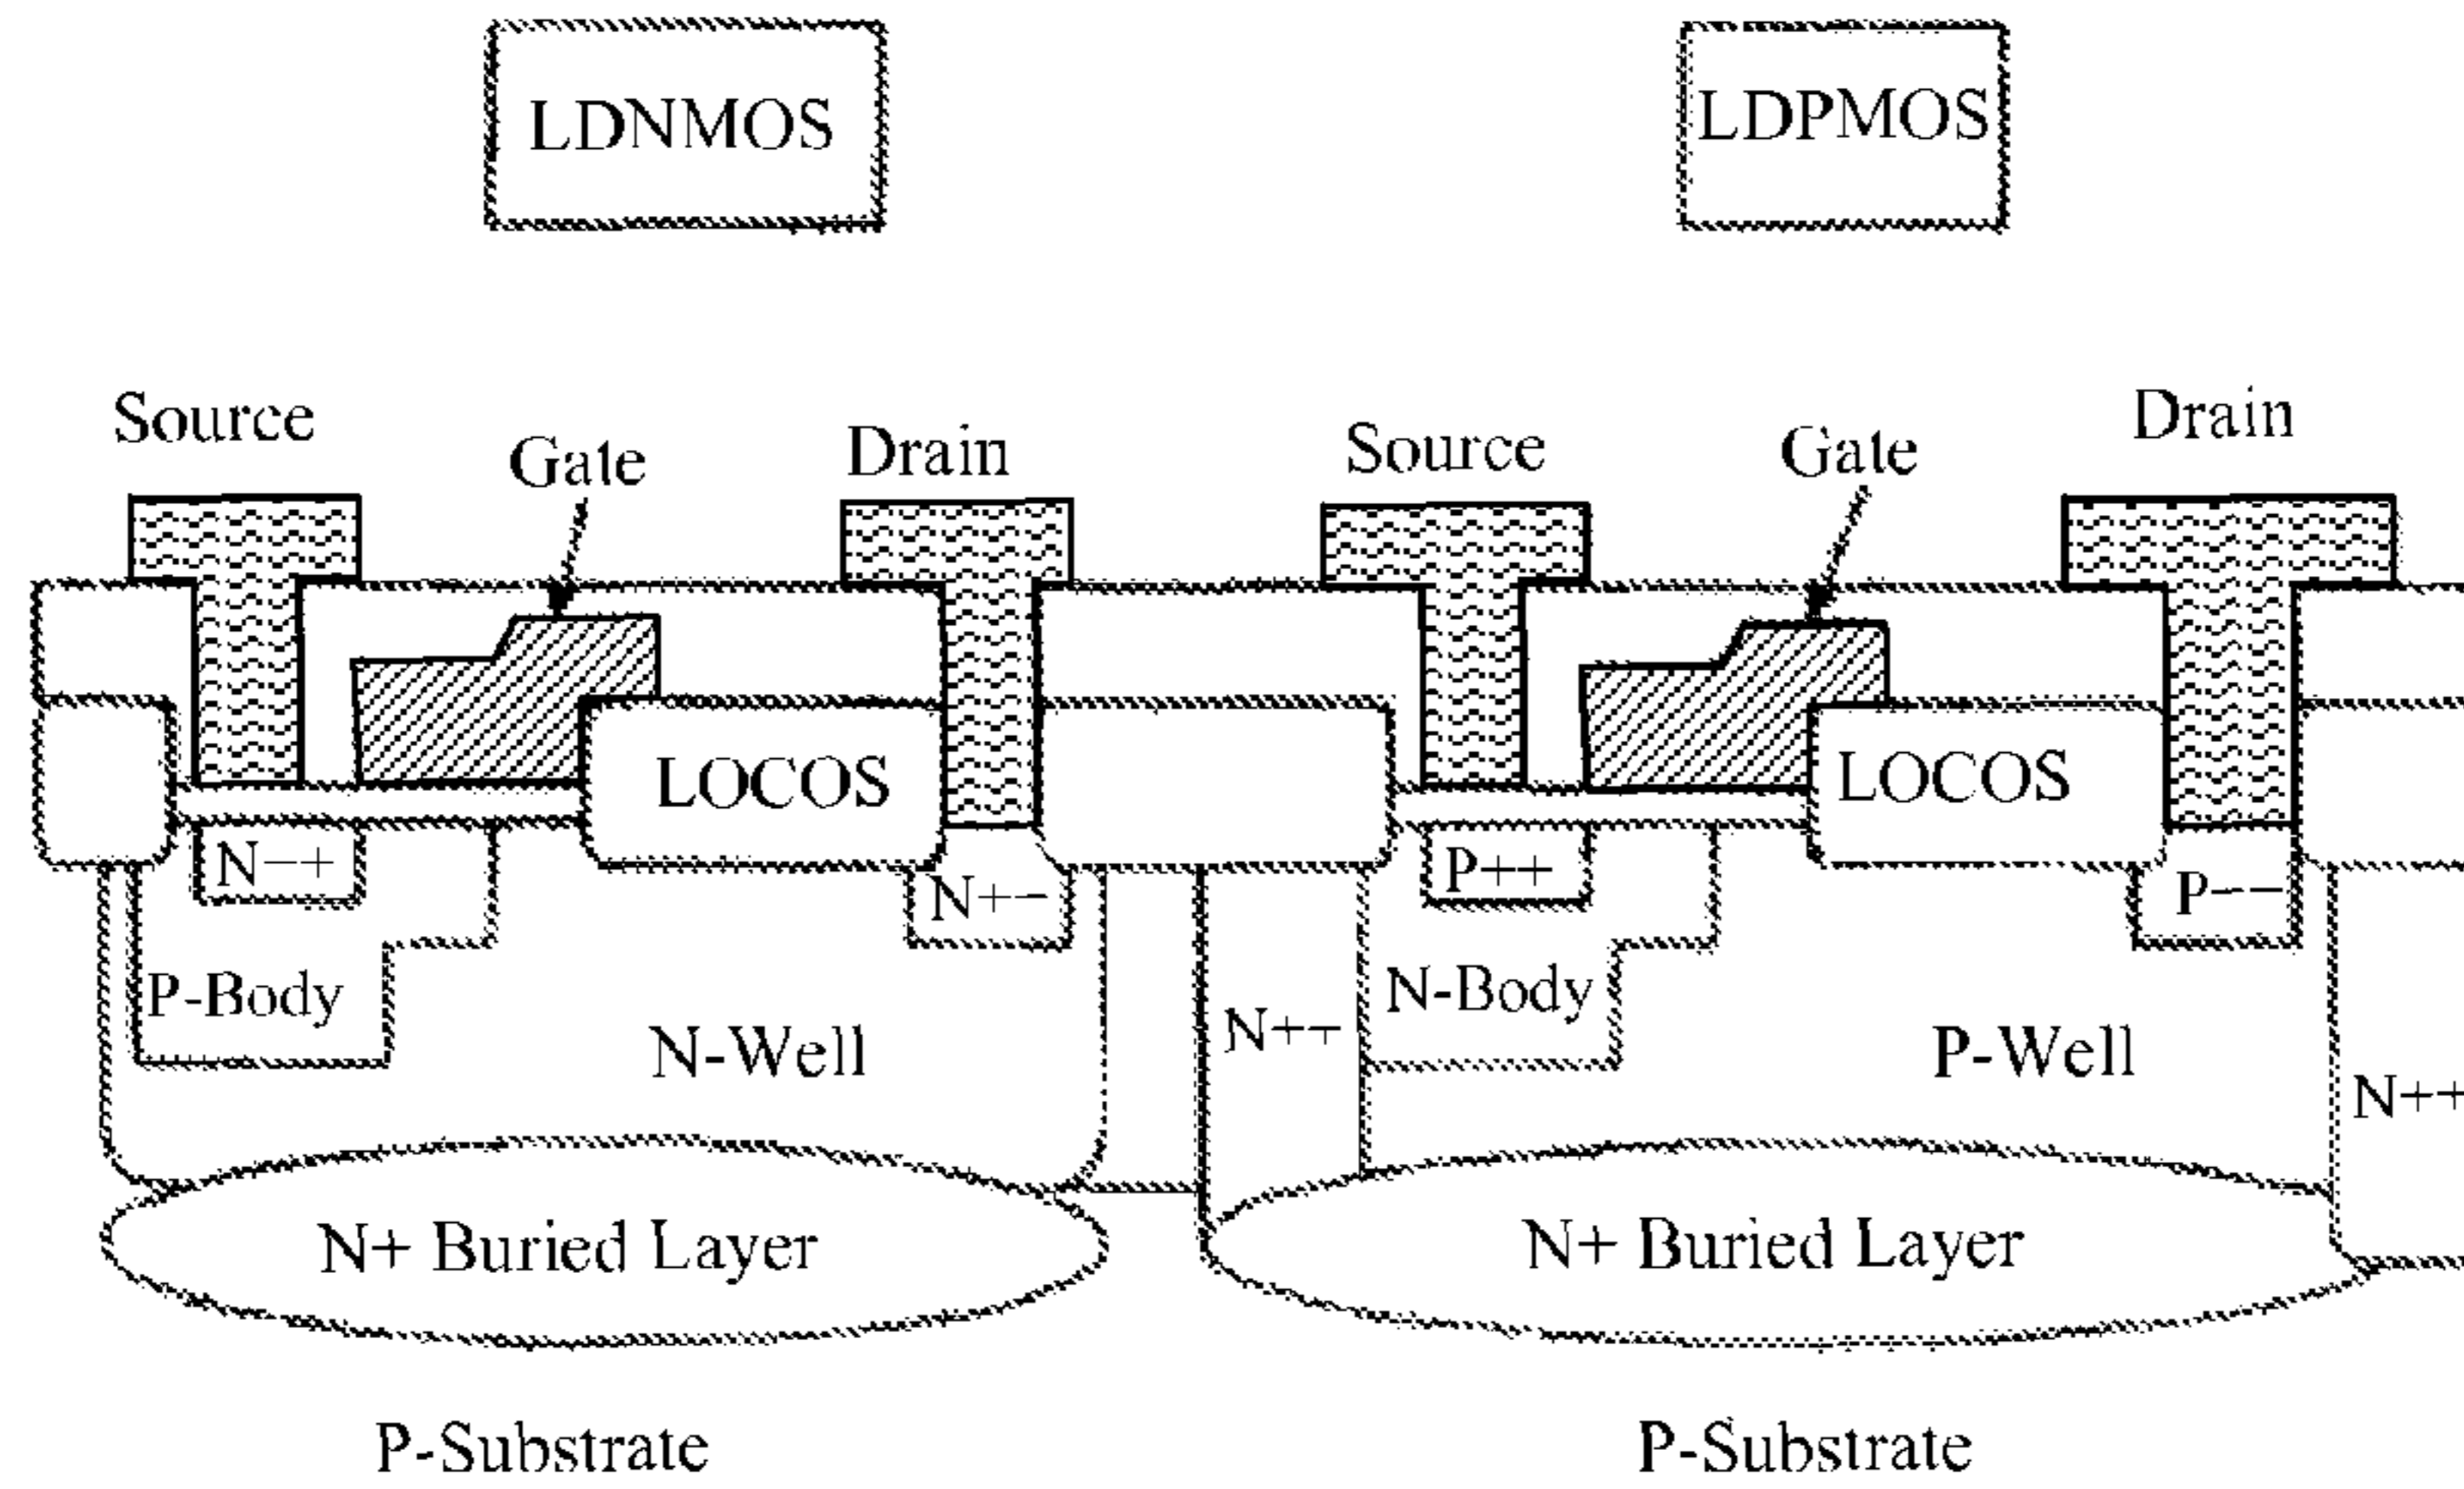 LDNMOS
LDPMOS
Source
Gate
Drain
Source
Gate
Drain
LOCOS
LOCOS
N−+
N+−
P++
P−−
P-Body
N-Well
N++
N-Body
P-Well
N++
N+ Buried Layer
N+ Buried Layer
P-Substrate
P-Substrate